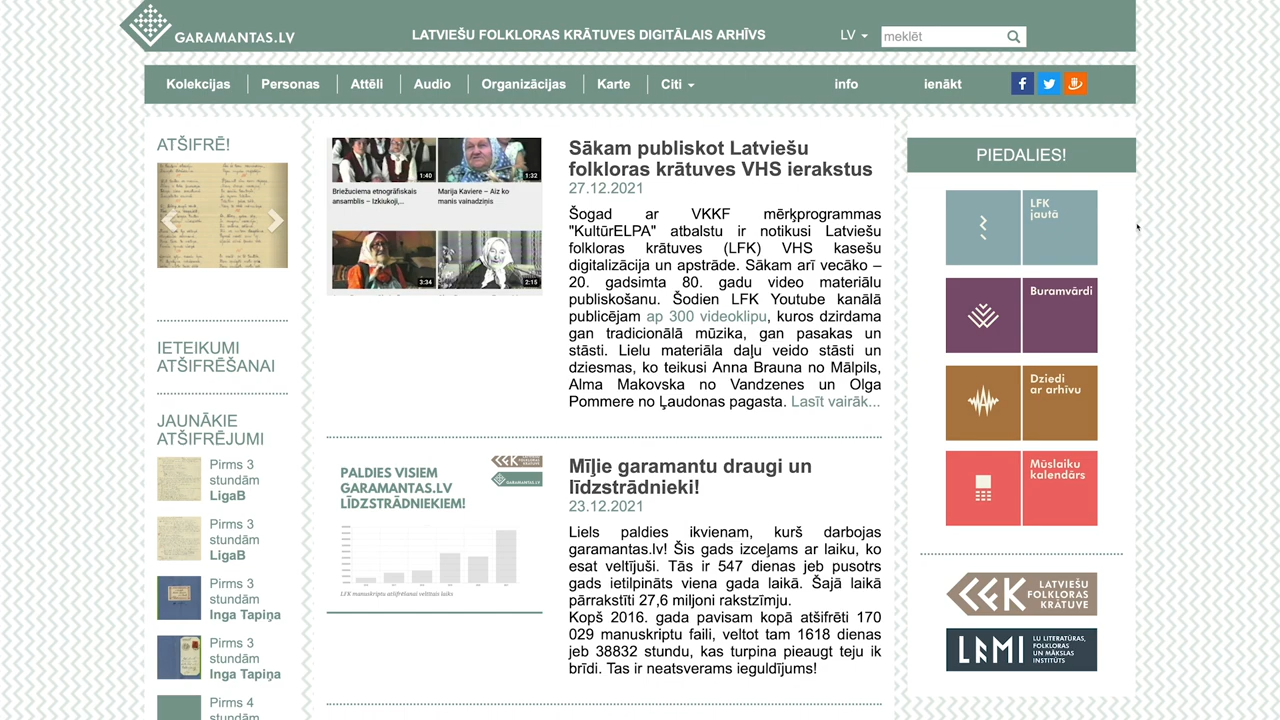 GARAMANTAS.LV
LATVIEŠU FOLKLORAS KRĀTUVES DIGITĀLAIS ARHĪVS
LV
meklēt
Kolekcijas
Personas
Attēli
Audio
Organizācijas
Karte
Citi
info
ienākt
ATŠIFRĒ!
IETEIKUMI
ATŠIFRĒŠANAI
JAUNĀKIE
ATŠIFRĒJUMI
Pirms 3
stundām
LigaB
Pirms 3
stundām
LigaB
Pirms 3
stundām
Inga Tapiņa
Pirms 3
stundām
Inga Tapiņa
Pirms 4
stundām
1:40
1:32
Briežuciema etnogrāfiskais
ansamblis – Izkiukoji,...
Marija Kaviere – Aiz ko
manis vainadziņis
3:34
2:15
Sākam publiskot Latviešu
folkloras krātuves VHS ierakstus
27.12.2021
Šogad ar VKKF mērķprogrammas
"KultūrELPA" atbalstu ir notikusi Latviešu
folkloras krātuves (LFK) VHS kasešu
digitalizācija un apstrāde. Sākam arī vecāko –
20. gadsimta 80. gadu video materiālu
publiskošanu. Šodien LFK Youtube kanālā
publicējam ap 300 videoklipu, kuros dzirdama
gan tradicionālā mūzika, gan pasakas un
stāsti. Lielu materiāla daļu veido stāsti un
dziesmas, ko teikusi Anna Brauna no Mālpils,
Alma Makovska no Vandzenes un Olga
Pommere no Ļaudonas pagasta. Lasīt vairāk...
PALDIES VISIEM
GARAMANTAS.LV
LĪDZSTRĀDNIEKIEM!
LFK manuskriptu atšifrēšanai veltītais laiks
Mīļie garamantu draugi un
līdzstrādnieki!
23.12.2021
Liels paldies ikvienam, kurš darbojas
garamantas.lv! Šis gads izceļams ar laiku, ko
esat veltījuši. Tās ir 547 dienas jeb pusotrs
gads ietilpināts viena gada laikā. Šajā laikā
pārrakstīti 27,6 miljoni rakstzīmju.
Kopš 2016. gada pavisam kopā atšifrēti 170
029 manuskriptu faili, veltot tam 1618 dienas
jeb 38832 stundu, kas turpina pieaugt teju ik
brīdi. Tas ir neatsverams ieguldījums!
PIEDALIES!
LFK
jautā
Buramvārdi
Dziedi
ar arhīvu
Mūslaiku
kalendārs
LFK
LATVIEŠU
FOLKLORAS
KRĀTUVE
LFMI
LU LITERATŪRAS,
FOLKLORAS
UN MĀKSLAS
INSTITŪTS